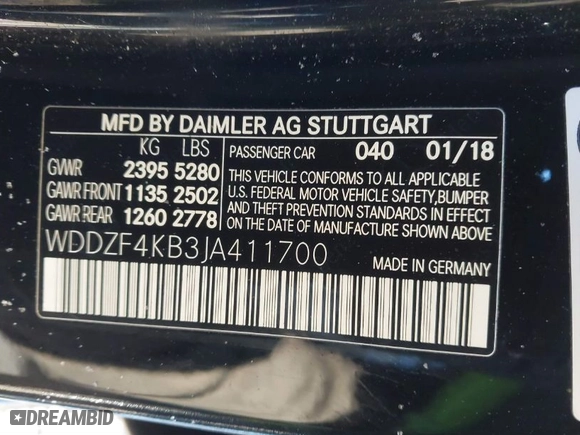 MFD BY DAIMLER AG STUTTGART
KG LBS
GVWR 2395 5280
GAWR FRONT 1135 2502
GAWR REAR 1260 2778
PASSENGER CAR 040 01/18
THIS VEHICLE CONFORMS TO ALL APPLICABLE
U.S. FEDERAL MOTOR VEHICLE SAFETY,BUMPER
AND THEFT PREVENTION STANDARDS IN EFFECT
ON THE DATE OF MANUFACTURE SHOWN ABOVE.
WDDZF4KB3JA411700
MADE IN GERMANY
DREAMBID